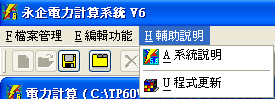 永企電力計算系統 V6
F 檔案管理 E 編輯功能 H 輔助說明
A 系統說明
U 程式更新
電力計算 ( C:\YP60